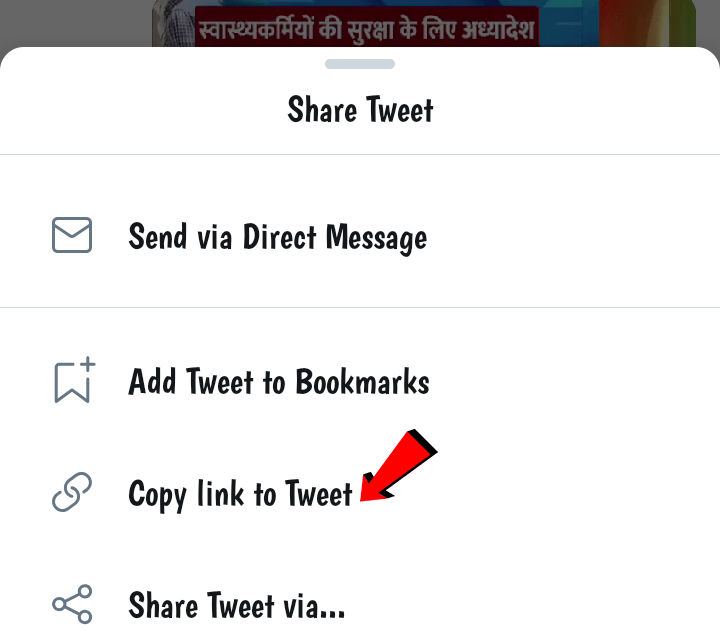 स्वास्थ्यकर्मियों की सुरक्षा के लिए अध्यादेश
Share Tweet
Send via Direct Message
Add Tweet to Bookmarks
Copy link to Tweet
Share Tweet via...